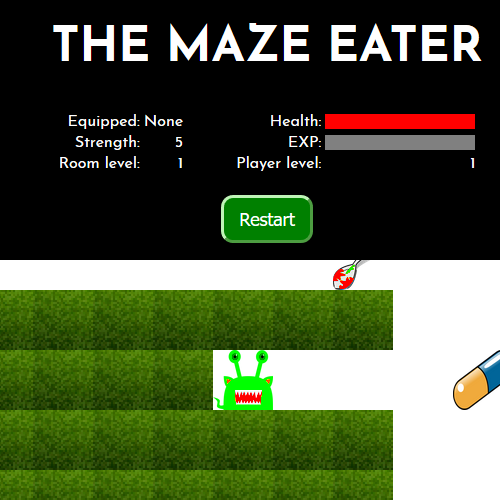 THE MAZE EATER
Equipped: None
Strength: 5
Room level: 1
Health:
EXP:
Player level: 1
Restart